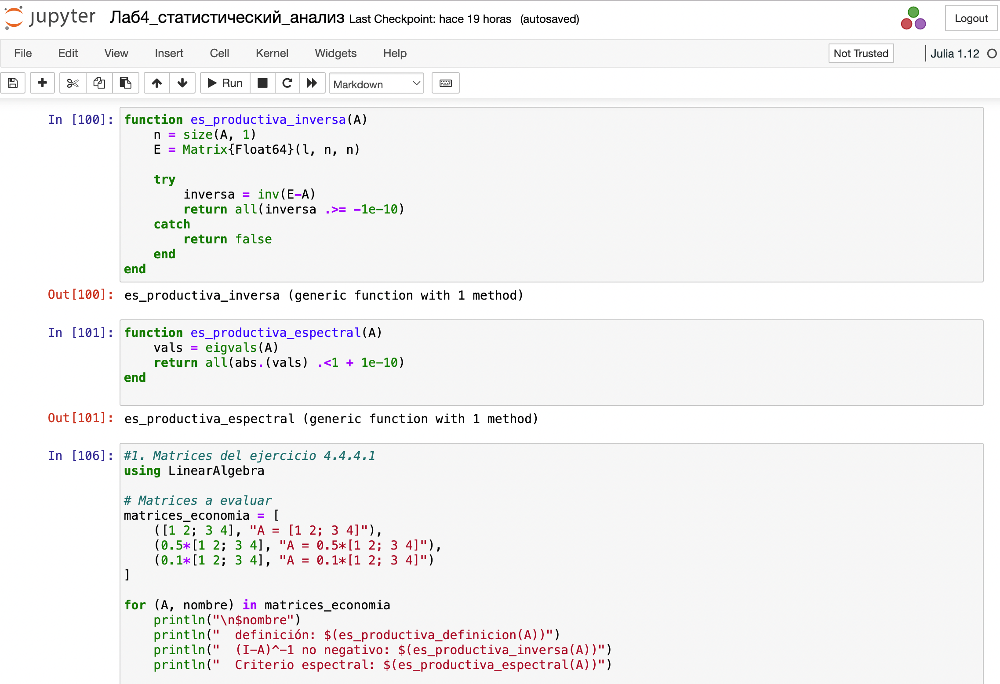 jupyter Лаб4_статистический_анализ Last Checkpoint: hace 19 horas (autosaved) Logout
File Edit View Insert Cell Kernel Widgets Help Not Trusted Julia 1.12
Run Markdown
In [100]: function es_productiva_inversa(A)
    n = size(A, 1)
    E = Matrix{Float64}(l, n, n)

    try
        inversa = inv(E-A)
        return all(inversa .>= -1e-10)
    catch
        return false
    end
end
Out[100]: es_productiva_inversa (generic function with 1 method)
In [101]: function es_productiva_espectral(A)
    vals = eigvals(A)
    return all(abs.(vals) .<1 + 1e-10)
end
Out[101]: es_productiva_espectral (generic function with 1 method)
In [106]: #1. Matrices del ejercicio 4.4.4.1
using LinearAlgebra

# Matrices a evaluar
matrices_economia = [
    ([1 2; 3 4], "A = [1 2; 3 4]"),
    (0.5*[1 2; 3 4], "A = 0.5*[1 2; 3 4]"),
    (0.1*[1 2; 3 4], "A = 0.1*[1 2; 3 4]")
]

for (A, nombre) in matrices_economia
    println("\n$nombre")
    println("  definición: $(es_productiva_definicion(A))")
    println("  (I-A)^-1 no negativo: $(es_productiva_inversa(A))")
    println("  Criterio espectral: $(es_productiva_espectral(A))")